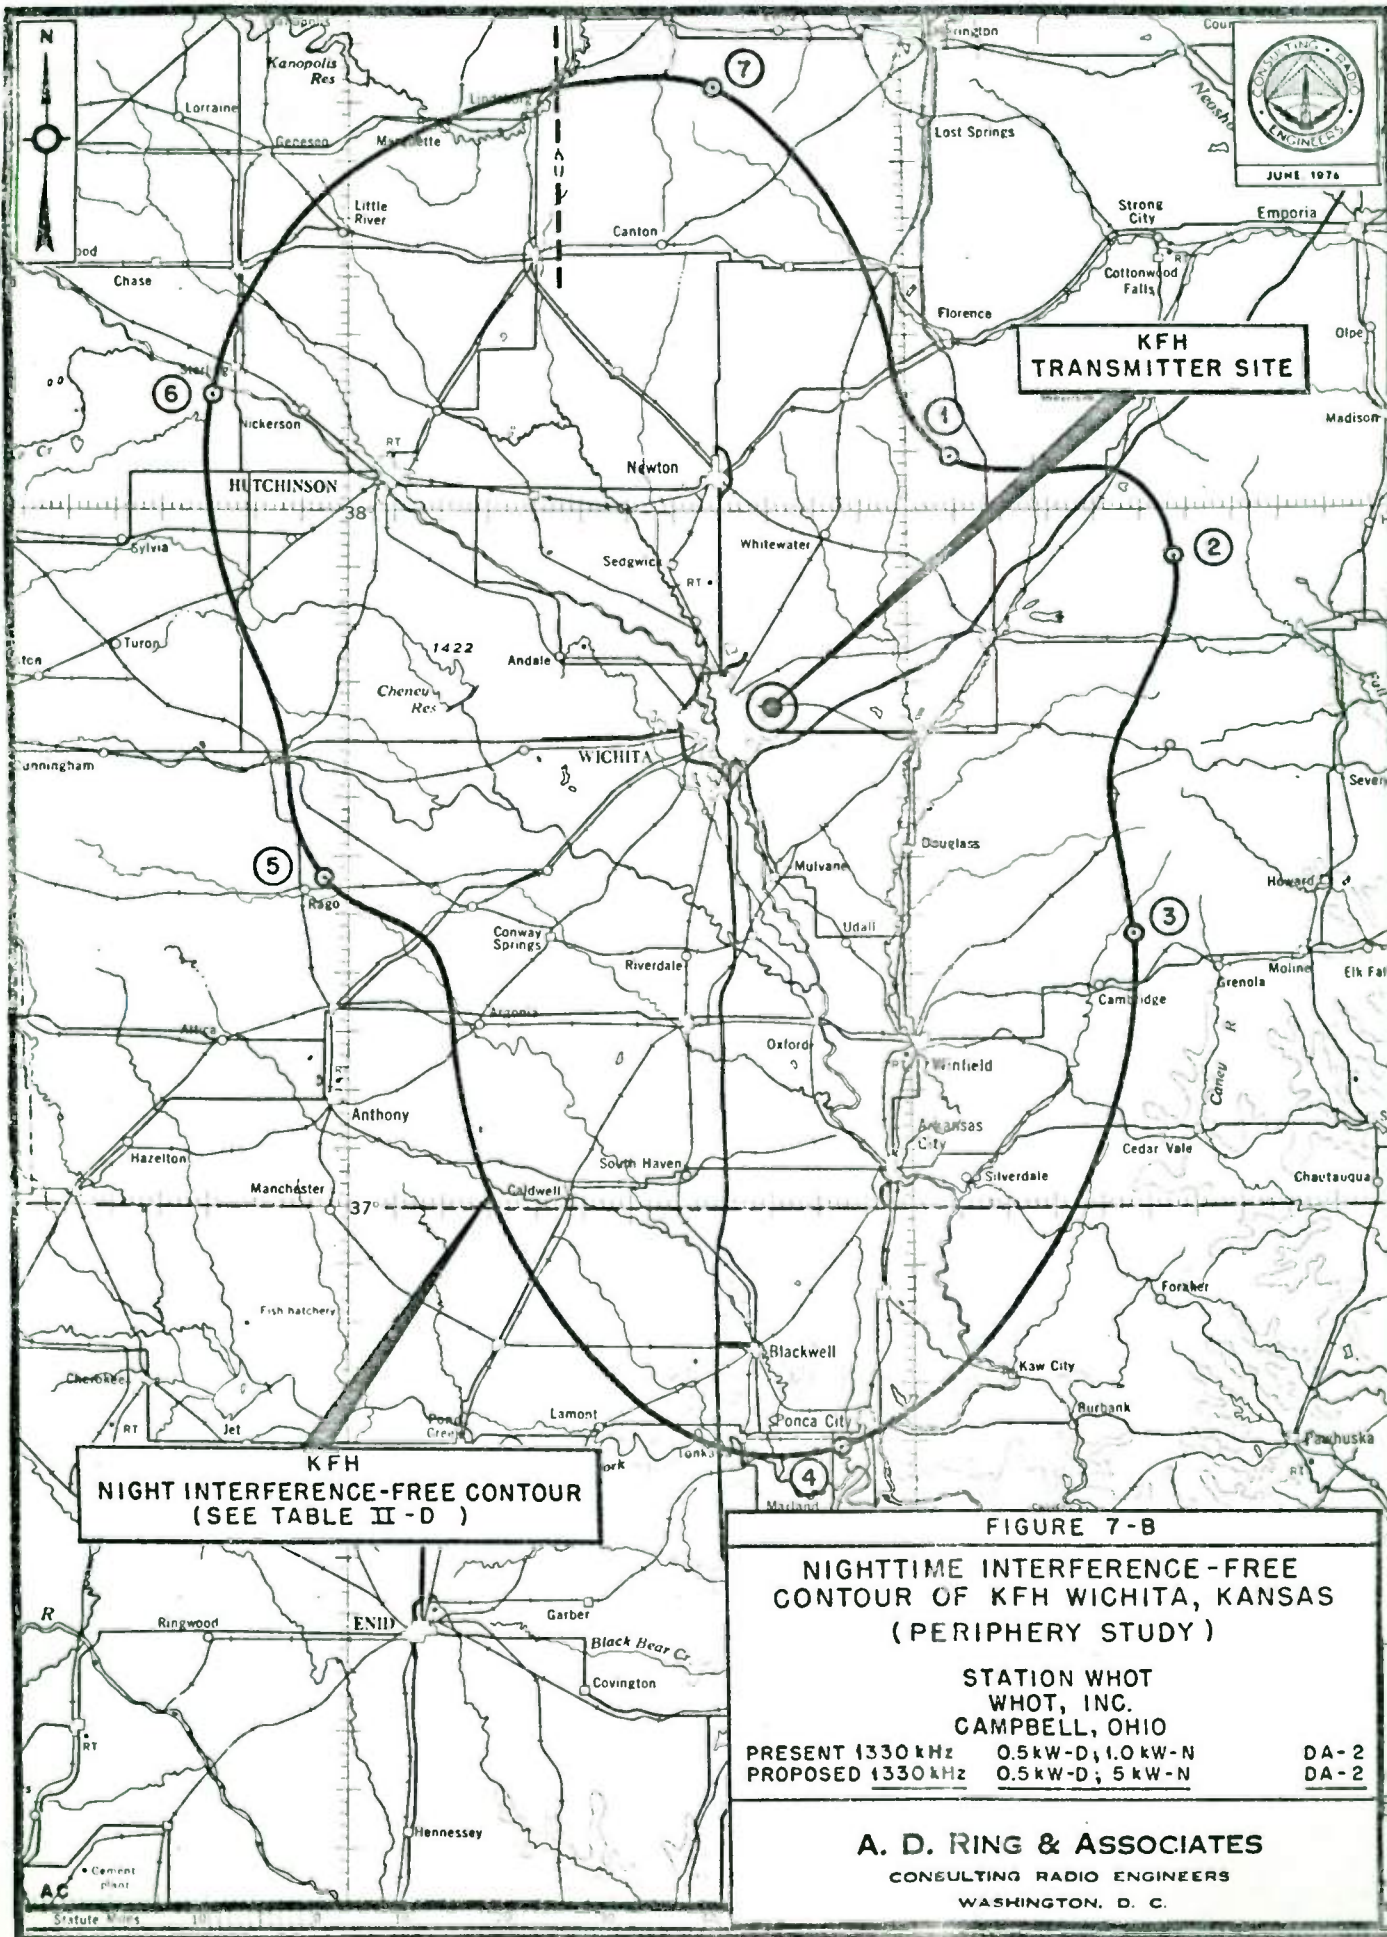 N
Kanopolis
Res
Lorraine
Geneseo
Marquette
Lindsborg
Little
River
Canton
Chase
Lost Springs
Neosho
CONSULTING • RADIO
• ENGINEERS •
JUNE 1976
Strong
City
Emporia
Cottonwood
Falls
Florence
Olpe
KFH
TRANSMITTER SITE
Madison
7
6
1
Nickerson
RT
Newton
HUTCHINSON
38
Sylvia
Sedgwick
RT
Whitewater
2
Turon
1422
Andale
Cheney
Res
WICHITA
unningham
5
Rago
Mulvane
Douglass
Howard
Conway
Springs
Udall
3
Riverdale
Moline
Elk Fal
Grenola
Cambridge
Attica
Argonia
Oxford
Winfield
Caney R
Anthony
Arkansas
City
Cedar Vale
Hazelton
South Haven
Silverdale
Chautauqua
Manchester
Caldwell
37°
Fish hatchery
Foraker
Blackwell
Kaw City
Cherokee
Burbank
RT
Jet
Pond
Creek
Lamont
Ponca City
Pawhuska
RT
Tonka
4
Marland
KFH
NIGHT INTERFERENCE-FREE CONTOUR
(SEE TABLE II-D )
ork
R
Ringwood
ENID
Garber
Black Bear Cr
Covington
RT
Hennessey
Cement
plant
AC
Statute Miles
FIGURE 7-B
NIGHTTIME INTERFERENCE-FREE
CONTOUR OF KFH WICHITA, KANSAS
(PERIPHERY STUDY)
STATION WHOT
WHOT, INC.
CAMPBELL, OHIO
PRESENT 1330 kHz 0.5kW-D; 1.0 kW-N DA-2
PROPOSED 1330 kHz 0.5kW-D; 5 kW-N DA-2
A. D. RING & ASSOCIATES
CONSULTING RADIO ENGINEERS
WASHINGTON, D. C.